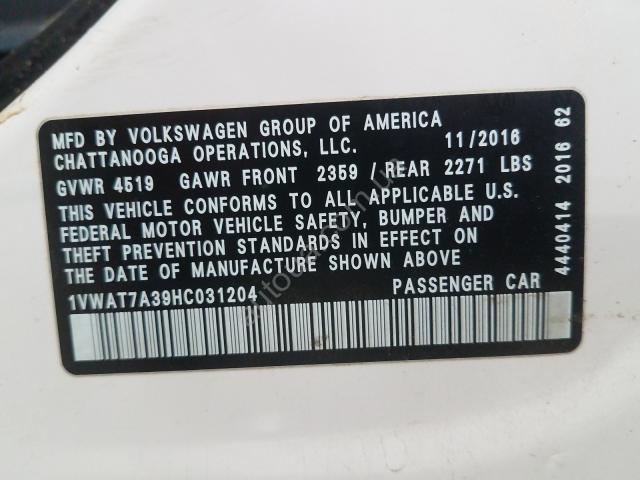 MFD BY VOLKSWAGEN GROUP OF AMERICA
CHATTANOOGA OPERATIONS, LLC. 11/2016
GVWR 4519 GAWR FRONT 2359 / REAR 2271 LBS
THIS VEHICLE CONFORMS TO ALL APPLICABLE U.S.
FEDERAL MOTOR VEHICLE SAFETY, BUMPER AND
THEFT PREVENTION STANDARDS IN EFFECT ON
THE DATE OF MANUFACTURE SHOWN ABOVE
1VWAT7A39HC031204 PASSENGER CAR
4440414 2016 62